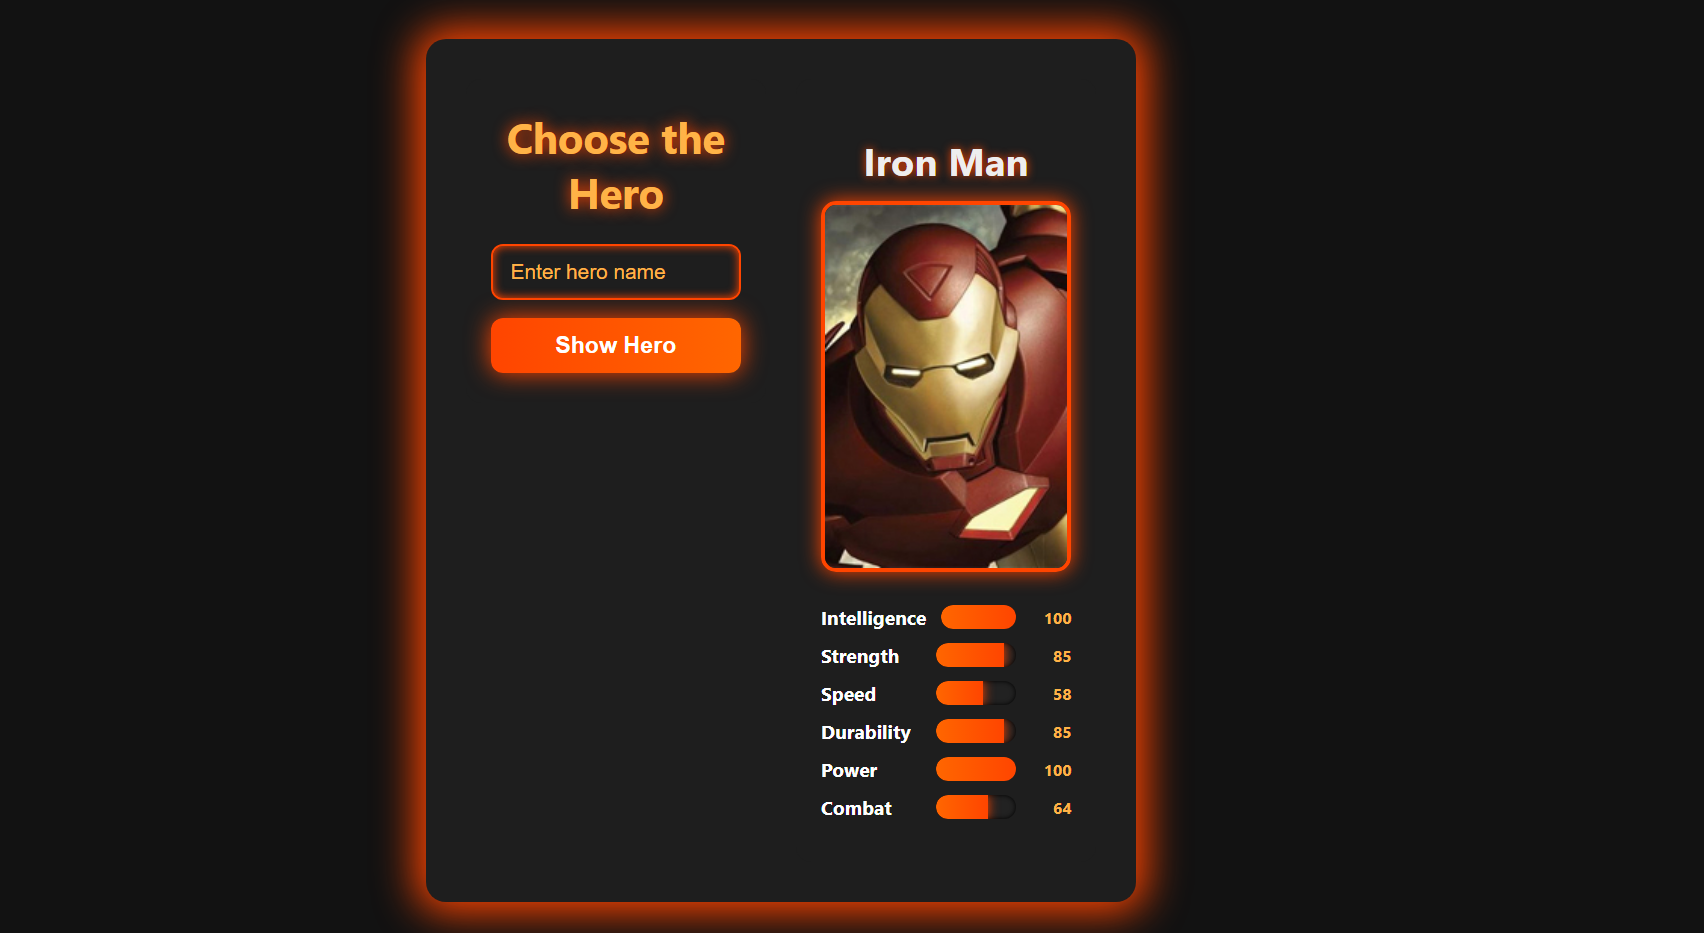 Choose the
Hero
Enter hero name
Show Hero
Iron Man
Intelligence 100
Strength 85
Speed 58
Durability 85
Power 100
Combat 64